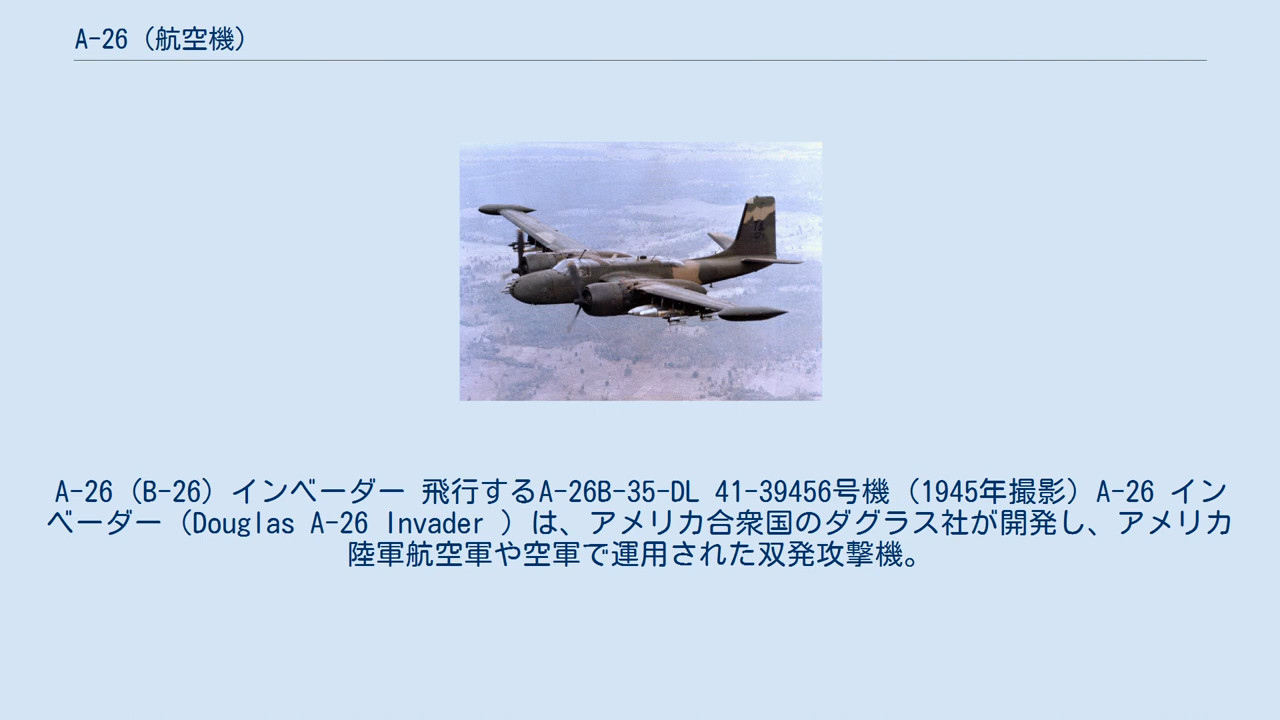 A-26（航空機）
A-26（B-26）インベーダー 飛行するA-26B-35-DL 41-39456号機（1945年撮影）A-26 イン
ベーダー（Douglas A-26 Invader ）は、アメリカ合衆国のダグラス社が開発し、アメリカ
陸軍航空軍や空軍で運用された双発攻撃機。